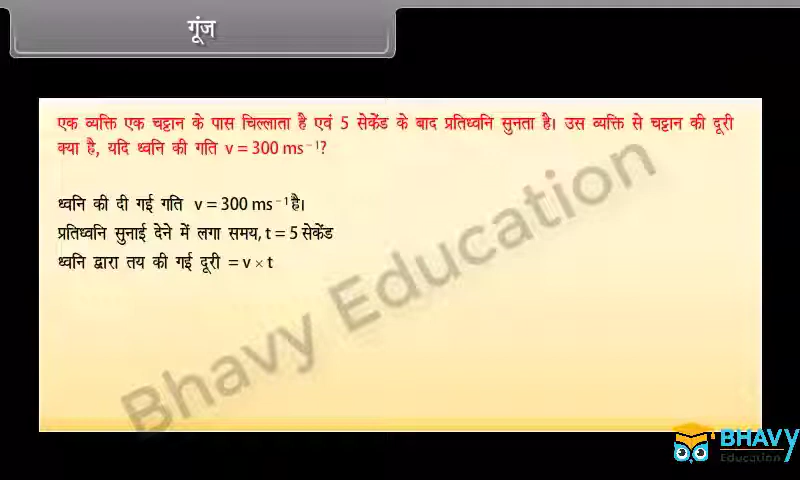 गूंज
एक व्यक्ति एक चट्टान के पास चिल्लाता है एवं 5 सेकेंड के बाद प्रतिध्वनि सुनता है। उस व्यक्ति से चट्टान की दूरी
क्या है, यदि ध्वनि की गति v = 300 ms⁻¹?
ध्वनि की दी गई गति v = 300 ms⁻¹ है।
प्रतिध्वनि सुनाई देने में लगा समय, t = 5 सेकेंड
ध्वनि द्वारा तय की गई दूरी = v × t
Bhavy Education
BHAVY
Education